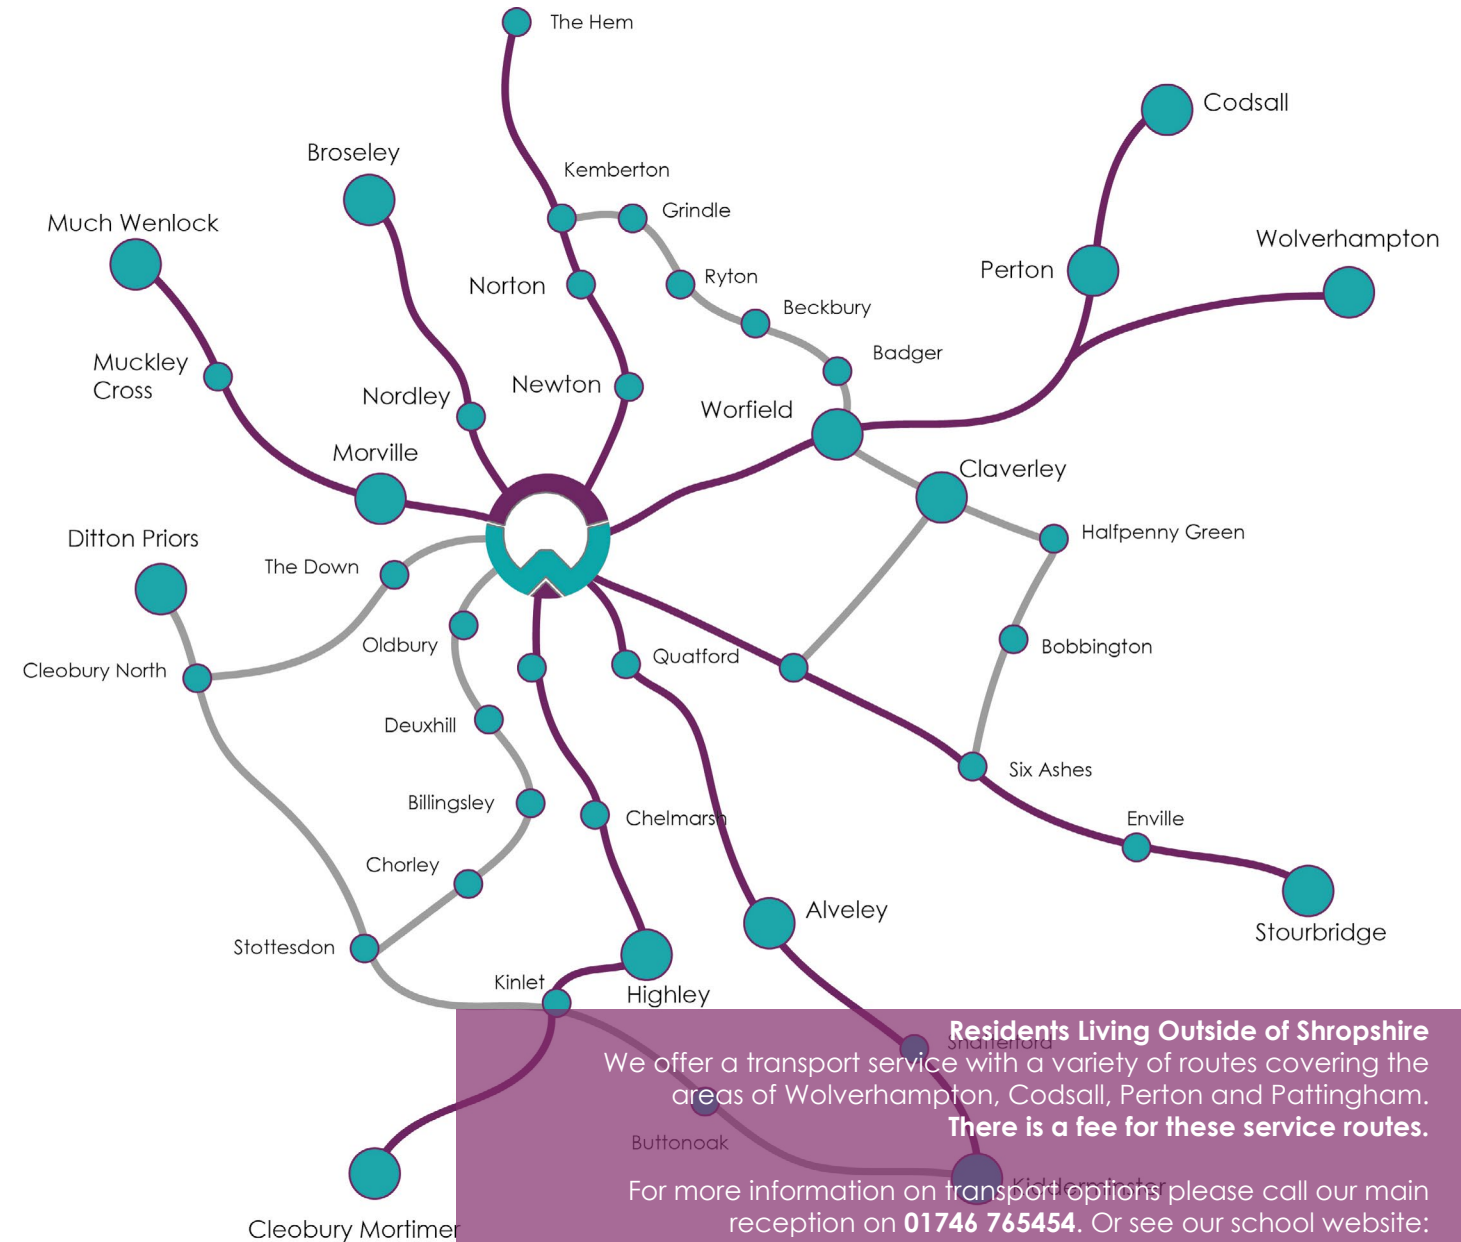 The Hem
Codsall
Broseley
Kemberton
Grindle
Much Wenlock
Wolverhampton
Perton
Ryton
Norton
Beckbury
Badger
Muckley
Cross
Newton
Nordley
Worfield
Morville
Claverley
Halfpenny Green
Ditton Priors
The Down
Oldbury
Quatford
Bobbington
Cleobury North
Deuxhill
Six Ashes
Billingsley
Chelmarsh
Enville
Chorley
Alveley
Stourbridge
Stottesdon
Kinlet
Highley
Residents Living Outside of Shropshire
Shatterford
We offer a transport service with a variety of routes covering the
areas of Wolverhampton, Codsall, Perton and Pattingham.
There is a fee for these service routes.
Buttonoak
Kidderminster
For more information on transport options please call our main
reception on 01746 765454. Or see our school website:
Cleobury Mortimer